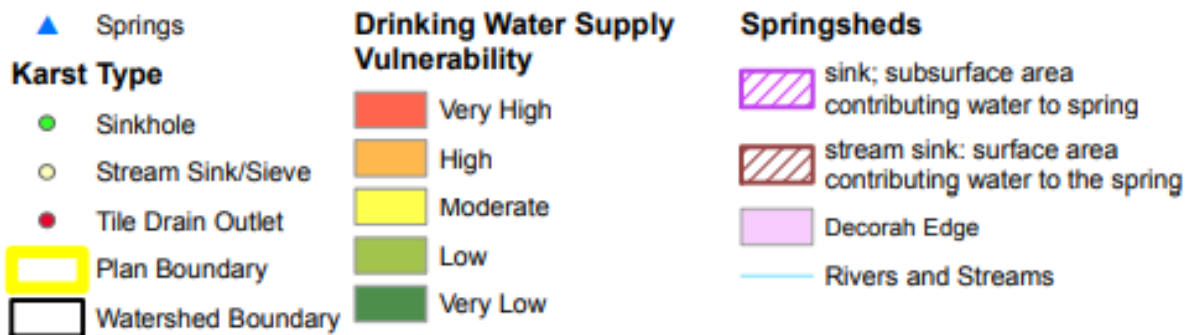 Springs
Karst Type
Sinkhole
Stream Sink/Sieve
Tile Drain Outlet
Plan Boundary
Watershed Boundary
Drinking Water Supply
Vulnerability
Very High
High
Moderate
Low
Very Low
Springsheds
sink; subsurface area
contributing water to spring
stream sink: surface area
contributing water to the spring
Decorah Edge
Rivers and Streams